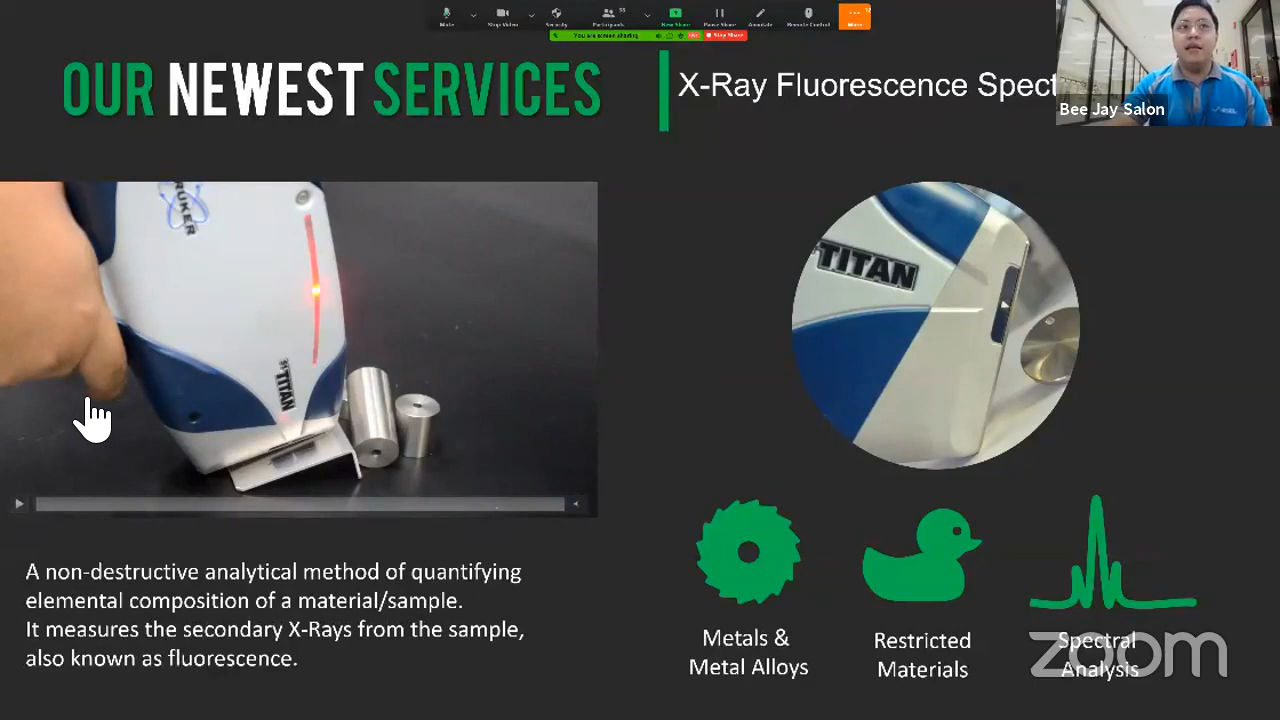 Mute
Stop Video
Security
Participants
New Share
Pause Share
Annotate
Remote Control
More
You are screen sharing
Stop Share
OUR NEWEST SERVICES
X-Ray Fluorescence Spect
Bee Jay Salon
RUKER
S1 TITAN
TITAN
A non-destructive analytical method of quantifying
elemental composition of a material/sample.
It measures the secondary X-Rays from the sample,
also known as fluorescence.
Metals &
Metal Alloys
Restricted
Materials
Spectral
Analysis
zoom